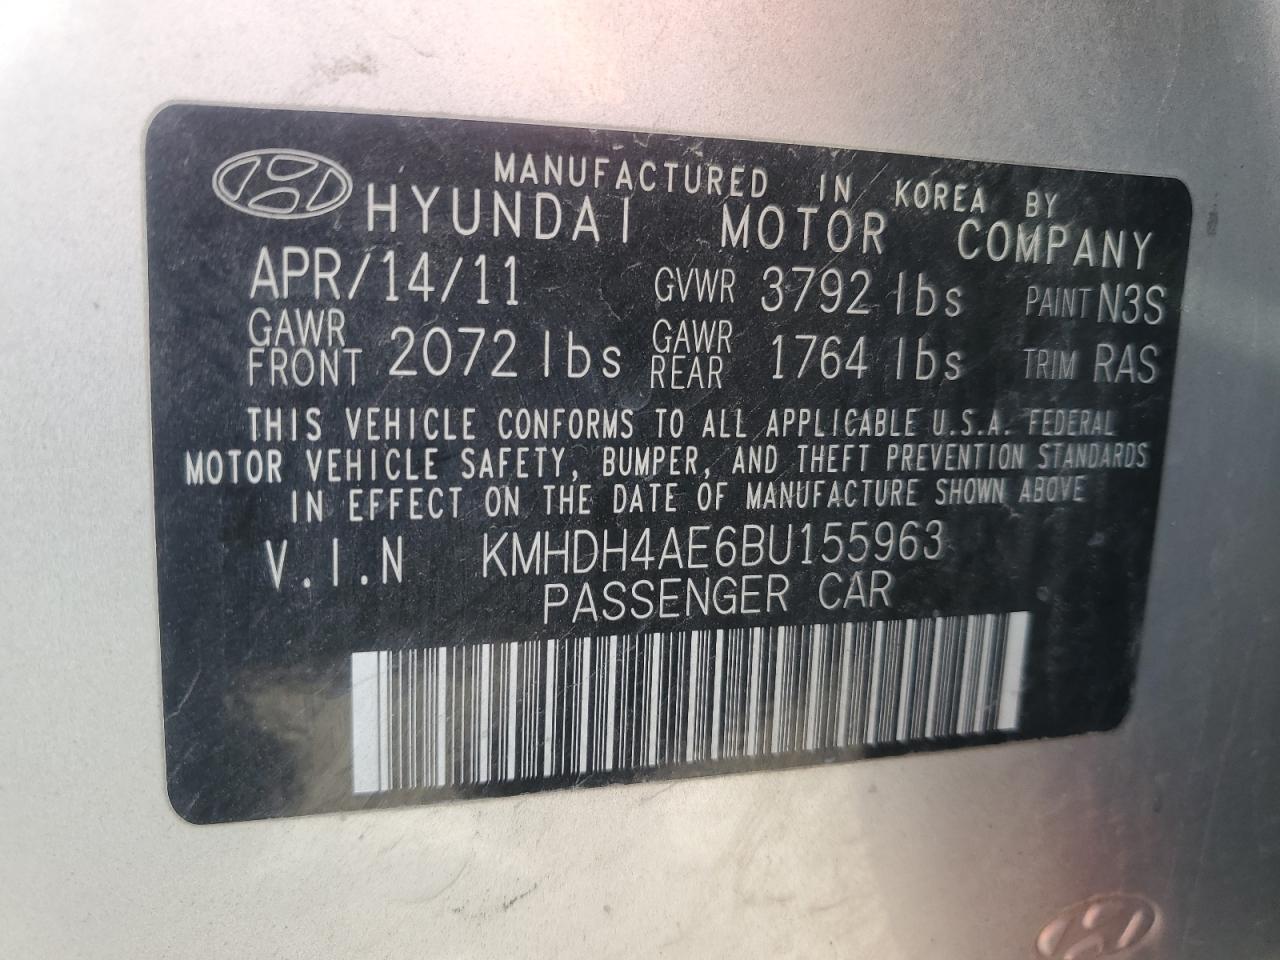 MANUFACTURED IN KOREA BY
HYUNDAI MOTOR COMPANY
APR/14/11 GVWR 3792 lbs PAINT N3S
GAWR FRONT 2072 lbs GAWR REAR 1764 lbs TRIM RAS
THIS VEHICLE CONFORMS TO ALL APPLICABLE U.S.A. FEDERAL
MOTOR VEHICLE SAFETY, BUMPER, AND THEFT PREVENTION STANDARDS
IN EFFECT ON THE DATE OF MANUFACTURE SHOWN ABOVE
V.I.N KMHDH4AE6BU155963
PASSENGER CAR